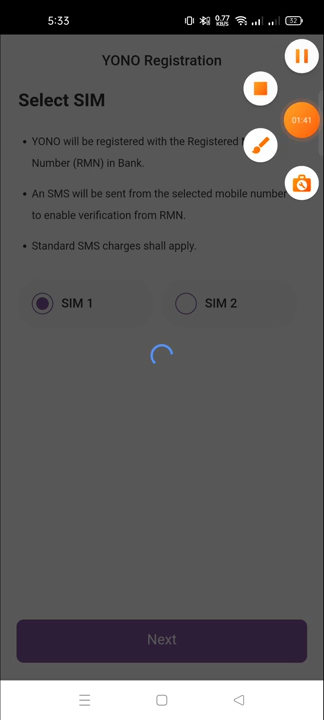 5:33
0.77
KB/S
32
YONO Registration
Select SIM
• YONO will be registered with the Registered
Number (RMN) in Bank.
• An SMS will be sent from the selected mobile number
to enable verification from RMN.
• Standard SMS charges shall apply.
SIM 1
SIM 2
Next
01:41